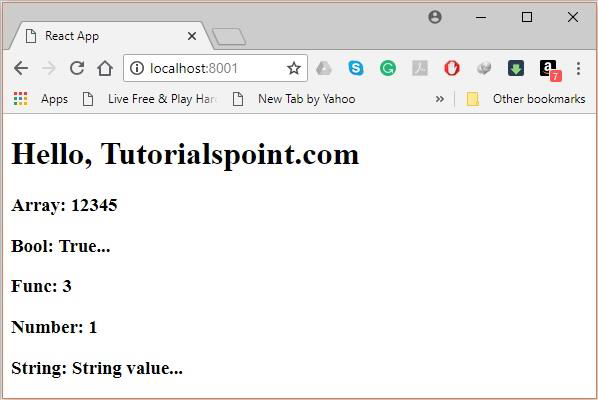 React App
localhost:8001
Apps
Live Free & Play Hard
New Tab by Yahoo
»
Other bookmarks
7
Hello, Tutorialspoint.com
Array: 12345
Bool: True...
Func: 3
Number: 1
String: String value...